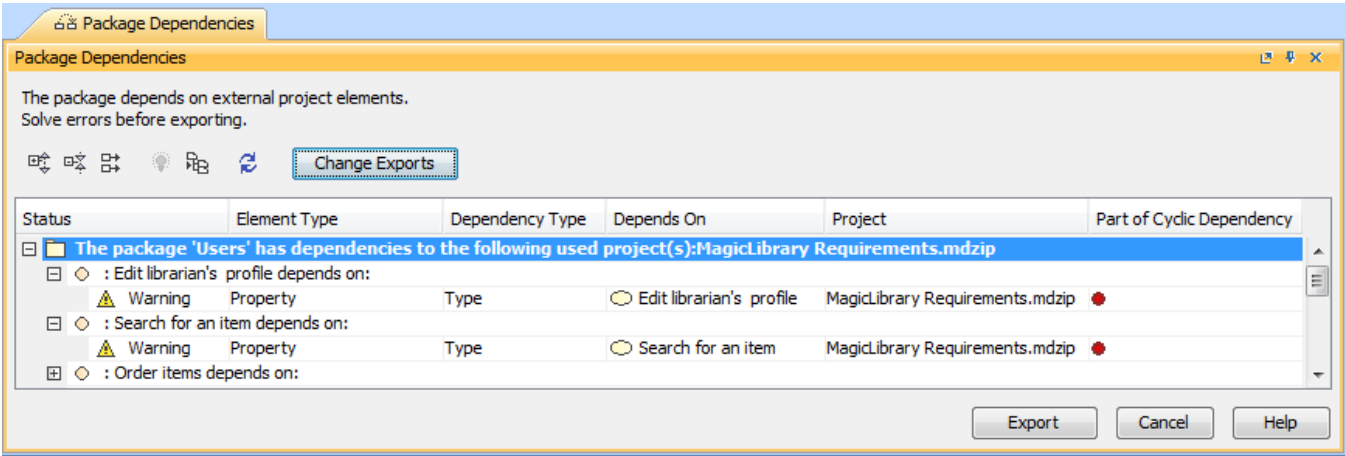 Package Dependencies
Package Dependencies
The package depends on external project elements.
Solve errors before exporting.
Change Exports
Status Element Type Dependency Type Depends On Project Part of Cyclic Dependency
The package 'Users' has dependencies to the following used project(s):MagicLibrary Requirements.mdzip
: Edit librarian's profile depends on:
Warning Property Type Edit librarian's profile MagicLibrary Requirements.mdzip
: Search for an item depends on:
Warning Property Type Search for an item MagicLibrary Requirements.mdzip
: Order items depends on:
Export Cancel Help